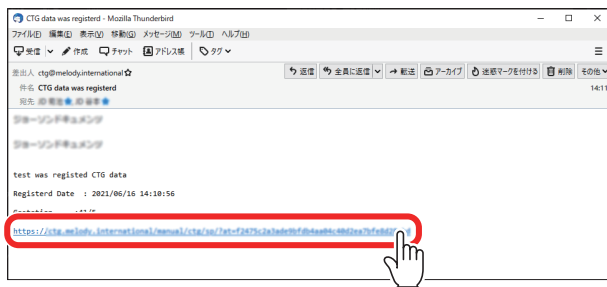 CTG data was registerd - Mozilla Thunderbird
ファイル(F) 編集(E) 表示(V) 移動(G) メッセージ(M) ツール(T) ヘルプ(H)
受信 作成 チャット アドレス帳 タグ
差出人 ctg@melody.international 返信 全員に返信 転送 アーカイブ 迷惑マークを付ける 削除 その他
件名 CTG data was registerd 14:11
宛先
test was registed CTG data
Registerd Date : 2021/06/16 14:10:56
https://ctg.melody.international/manual/ctg/sp/?at=